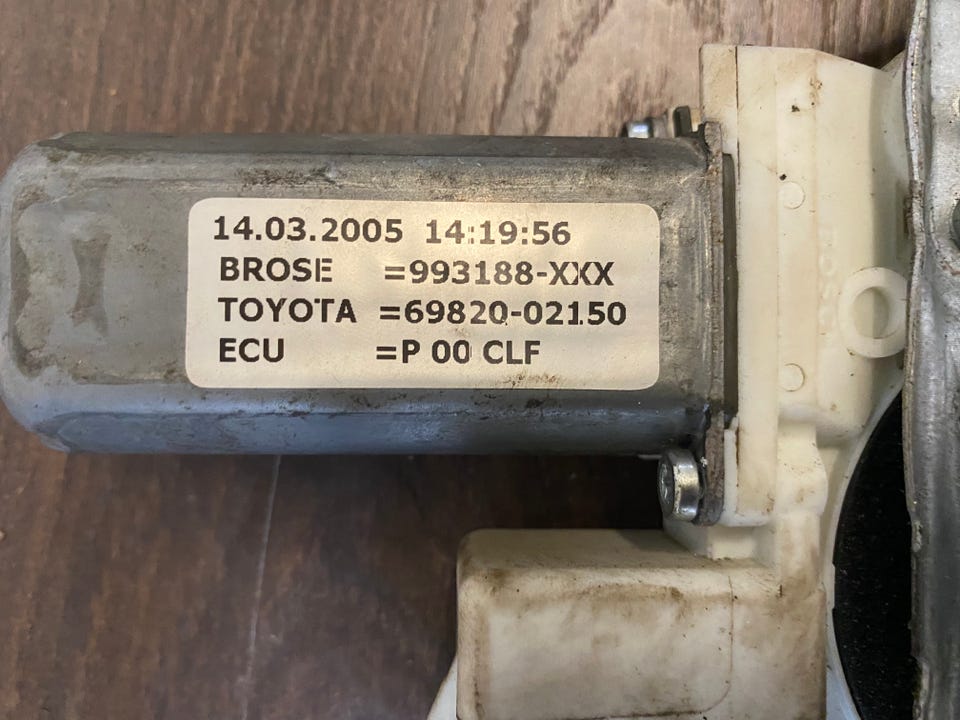 14.03.2005 14:19:56
BROSE =993188-XXX
TOYOTA =69820-02150
ECU =P 00 CLF